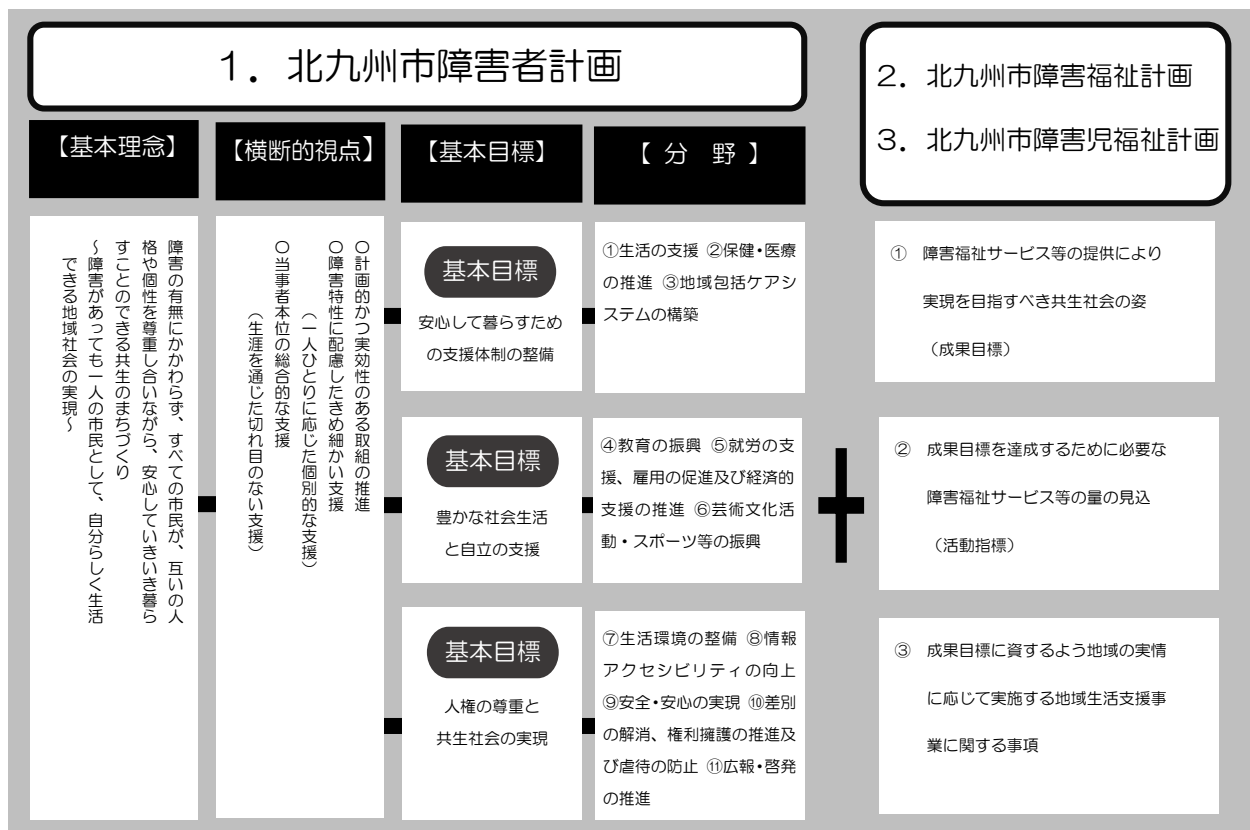 1．北九州市障害者計画
【基本理念】
障害の有無にかかわらず、すべての市民が、互いの人
格や個性を尊重し合いながら、安心していきいき暮ら
すことのできる共生のまちづくり
～障害があっても一人の市民として、自分らしく生活
できる地域社会の実現～
【横断的視点】
○計画的かつ実効性のある取組の推進
○障害特性に配慮したきめ細かい支援
（一人ひとりに応じた個別的な支援）
○当事者本位の総合的な支援
（生涯を通じた切れ目のない支援）
【基本目標】
【 分　野 】
基本目標
安心して暮らすため
の支援体制の整備
①生活の支援 ②保健・医療
の推進 ③地域包括ケアシ
ステムの構築
基本目標
豊かな社会生活
と自立の支援
④教育の振興 ⑤就労の支
援、雇用の促進及び経済的
支援の推進 ⑥芸術文化活
動・スポーツ等の振興
基本目標
人権の尊重と
共生社会の実現
⑦生活環境の整備 ⑧情報
アクセシビリティの向上
⑨安全・安心の実現 ⑩差別
の解消、権利擁護の推進及
び虐待の防止 ⑪広報・啓発
の推進
2．北九州市障害福祉計画
3．北九州市障害児福祉計画
① 障害福祉サービス等の提供により
実現を目指すべき共生社会の姿
（成果目標）
② 成果目標を達成するために必要な
障害福祉サービス等の量の見込
（活動指標）
③ 成果目標に資するよう地域の実情
に応じて実施する地域生活支援事
業に関する事項